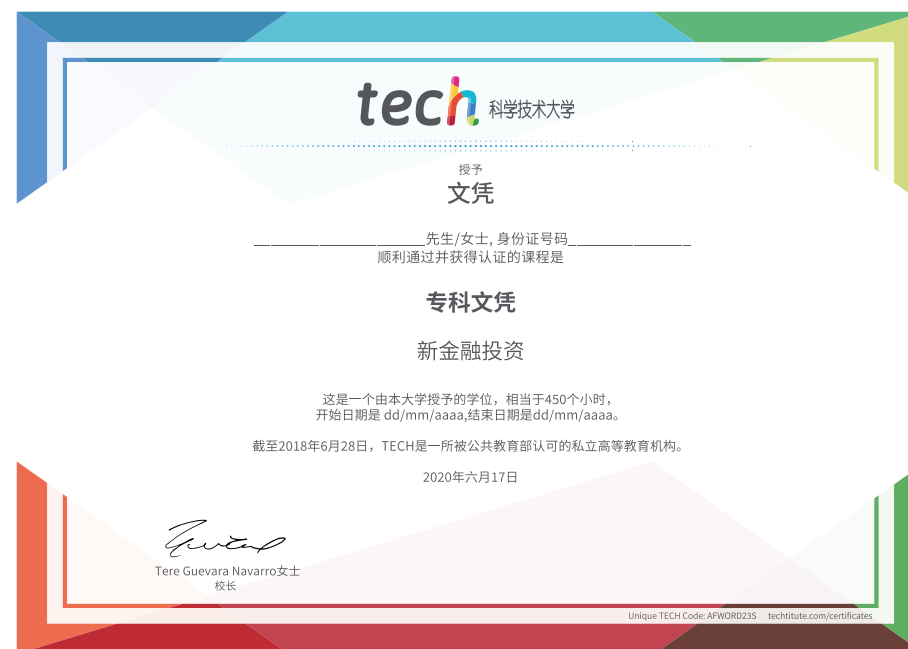 tech 科学技术大学
授予
文凭
______________________先生/女士, 身份证号码________________
顺利通过并获得认证的课程是
专科文凭
新金融投资
这是一个由本大学授予的学位，相当于450个小时，
开始日期是 dd/mm/aaaa,结束日期是dd/mm/aaaa。
截至2018年6月28日，TECH是一所被公共教育部认可的私立高等教育机构。
2020年六月17日
Tere Guevara Navarro女士
校长
Unique TECH Code: AFWORD23S techtitute.com/certificates